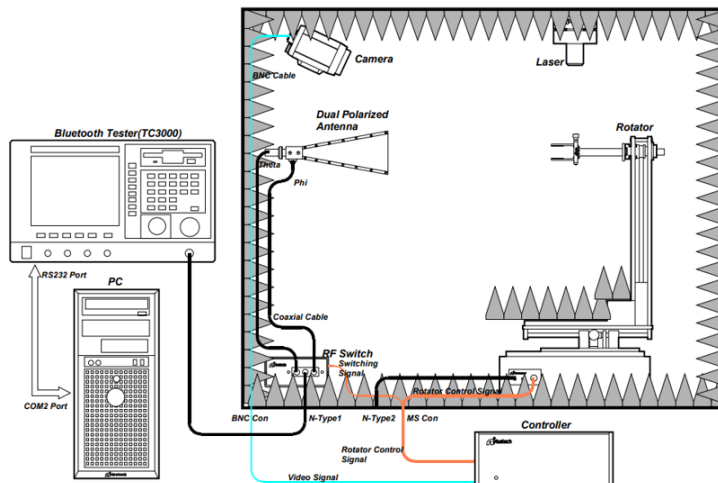 BNC Cable
Camera
Laser
Dual Polarized
Antenna
Rotator
Bluetooth Tester(TC3000)
Theta
Phi
RS232 Port
PC
Coaxial Cable
RF Switch
Switching
Signal
Rotator Control Signal
COM2 Port
BNC Con
N-Type1
N-Type2
MS Con
Controller
Rotator Control
Signal
Video Signal